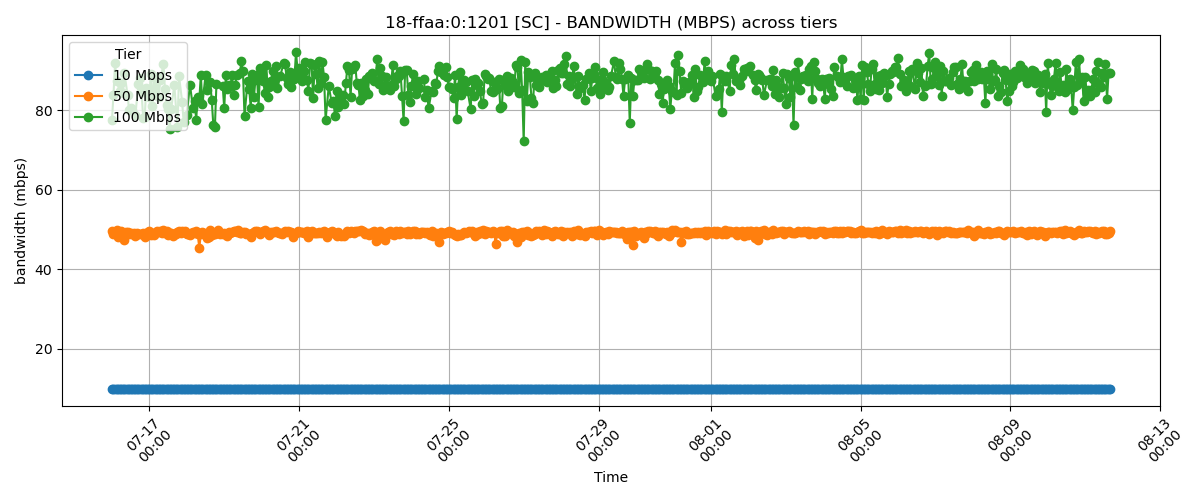 18-ffaa:0:1201 [SC] - BANDWIDTH (MBPS) across tiers
Tier
10 Mbps
50 Mbps
100 Mbps
bandwidth (mbps)
80
60
40
20
07-17
00:00
07-21
00:00
07-25
00:00
07-29
00:00
08-01
00:00
08-05
00:00
08-09
00:00
08-13
00:00
Time